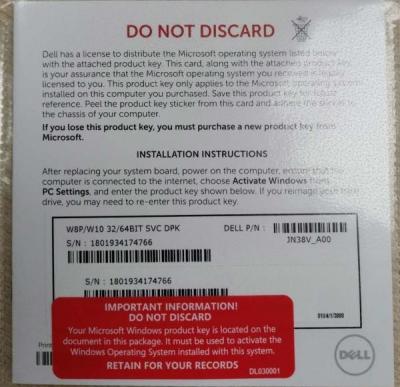 DO NOT DISCARD
Dell has a license to distribute the Microsoft operating system listed below
with the attached product key. This card, along with the attached product key
is your assurance that the Microsoft operating system you received is legally
licensed to you. This product key only applies to the Microsoft operating system
installed on this computer you purchased. Save this product key for future
reference. Peel the product key sticker from this card and adhere the sticker to
the chassis of your computer.
If you lose this product key, you must purchase a new product key from
Microsoft.
INSTALLATION INSTRUCTIONS
After replacing your system board, power on the computer, ensure that the
computer is connected to the internet, choose Activate Windows from
PC Settings, and enter the product key shown below. If you reimage your hard
drive, you may need to re-enter this product key.
W8P/W10 32/64BIT SVC DPK DELL P/N :
S/N : 1801934174766 JN38V_A00
S/N : 1801934174766
IMPORTANT INFORMATION!
DO NOT DISCARD
Your Microsoft Windows product key is located on the
document in this package. It must be used to activate the
Windows Operating System installed with this system.
RETAIN FOR YOUR RECORDS DL030001
Print
DELL